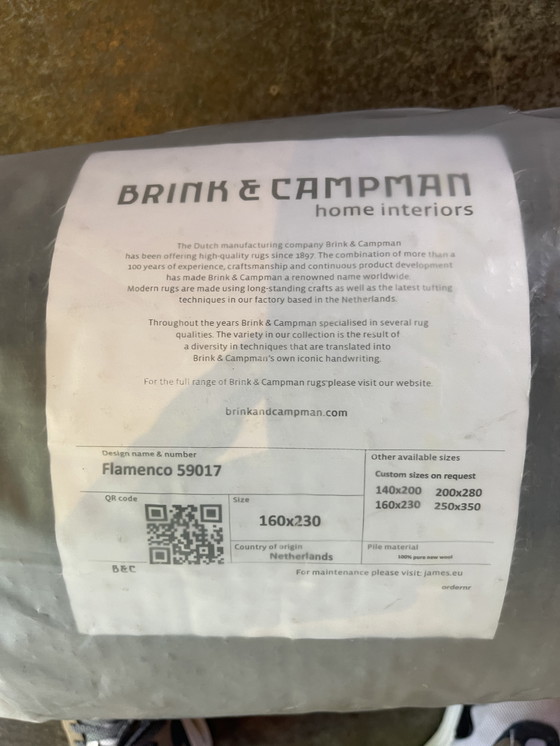 BRINK & CAMPMAN
home interiors
The Dutch manufacturing company Brink & Campman
has been offering high-quality rugs since 1897. The combination of more than a
100 years of experience, craftsmanship and continuous product development
has made Brink & Campman a renowned name worldwide.
Modern rugs are made using long-standing crafts as well as the latest tufting
techniques in our factory based in the Netherlands.
Throughout the years Brink & Campman specialised in several rug
qualities. The variety in our collection is the result of
a diversity in techniques that are translated into
Brink & Campman's own iconic handwriting.
For the full range of Brink & Campman rugs please visit our website.
brinkandcampman.com
Design name & number
Flamenco 59017
QR code
B&C
Size
160x230
Country of origin
Netherlands
Other available sizes
Custom sizes on request
140x200 200x280
160x230 250x350
Pile material
100% pure new wool
For maintenance please visit: james.eu
ordernr